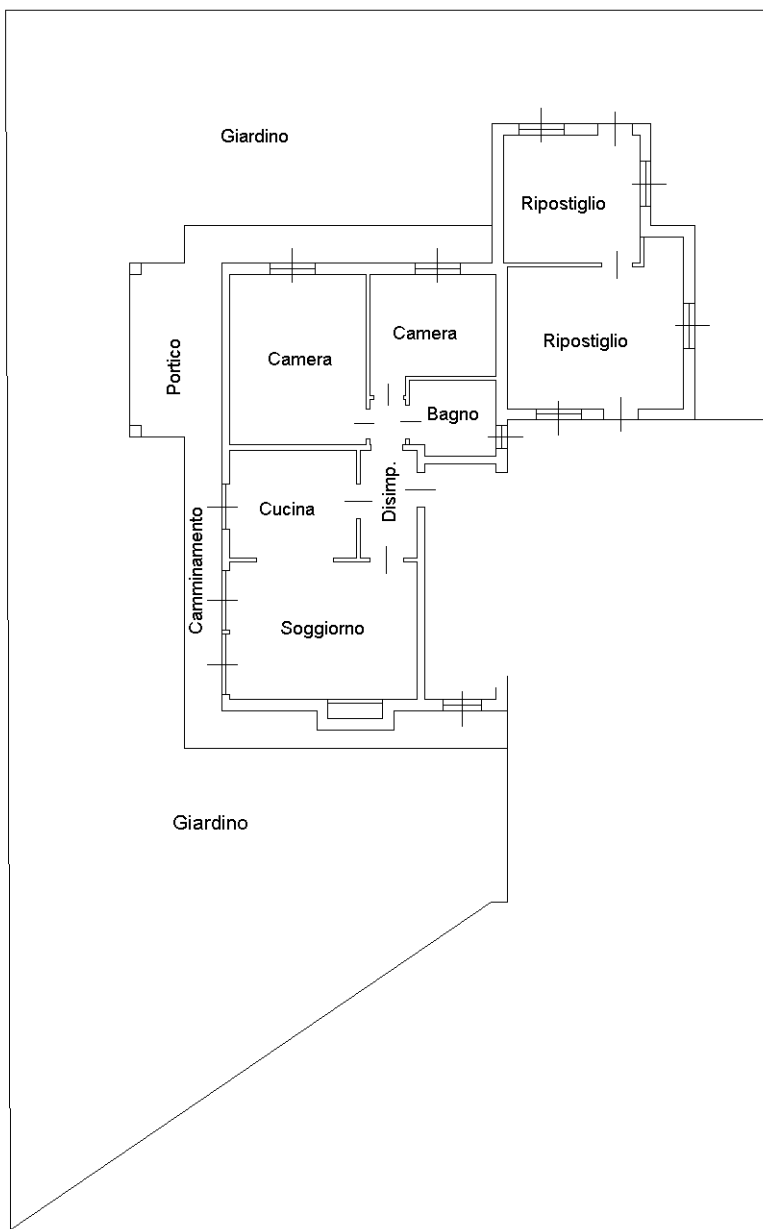 Giardino
Ripostiglio
Camera
Camera
Ripostiglio
Portico
Bagno
Disimp.
Cucina
Camminamento
Soggiorno
Giardino